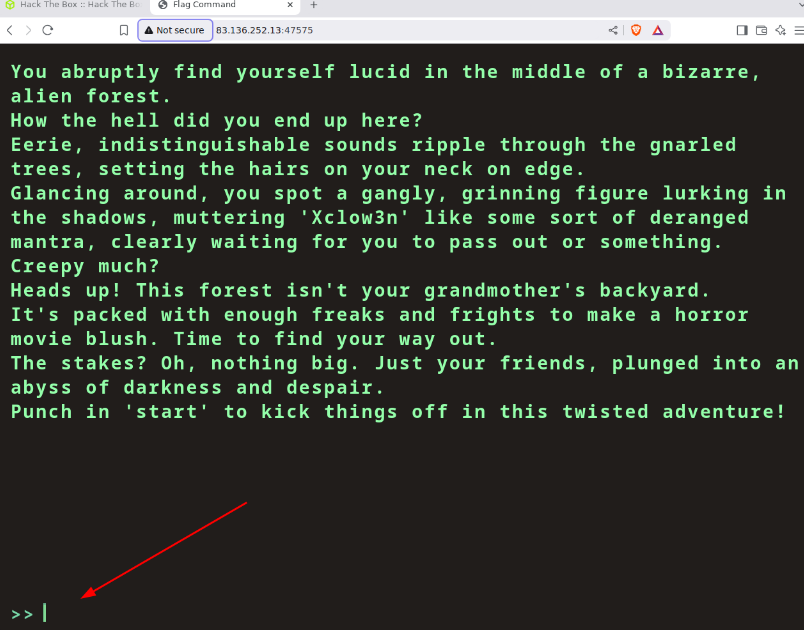 Hack The Box :: Hack The Bo
Flag Command
Not secure
83.136.252.13:47575
You abruptly find yourself lucid in the middle of a bizarre,
alien forest.
How the hell did you end up here?
Eerie, indistinguishable sounds ripple through the gnarled
trees, setting the hairs on your neck on edge.
Glancing around, you spot a gangly, grinning figure lurking in
the shadows, muttering 'Xclow3n' like some sort of deranged
mantra, clearly waiting for you to pass out or something.
Creepy much?
Heads up! This forest isn't your grandmother's backyard.
It's packed with enough freaks and frights to make a horror
movie blush. Time to find your way out.
The stakes? Oh, nothing big. Just your friends, plunged into an
abyss of darkness and despair.
Punch in 'start' to kick things off in this twisted adventure!
>>